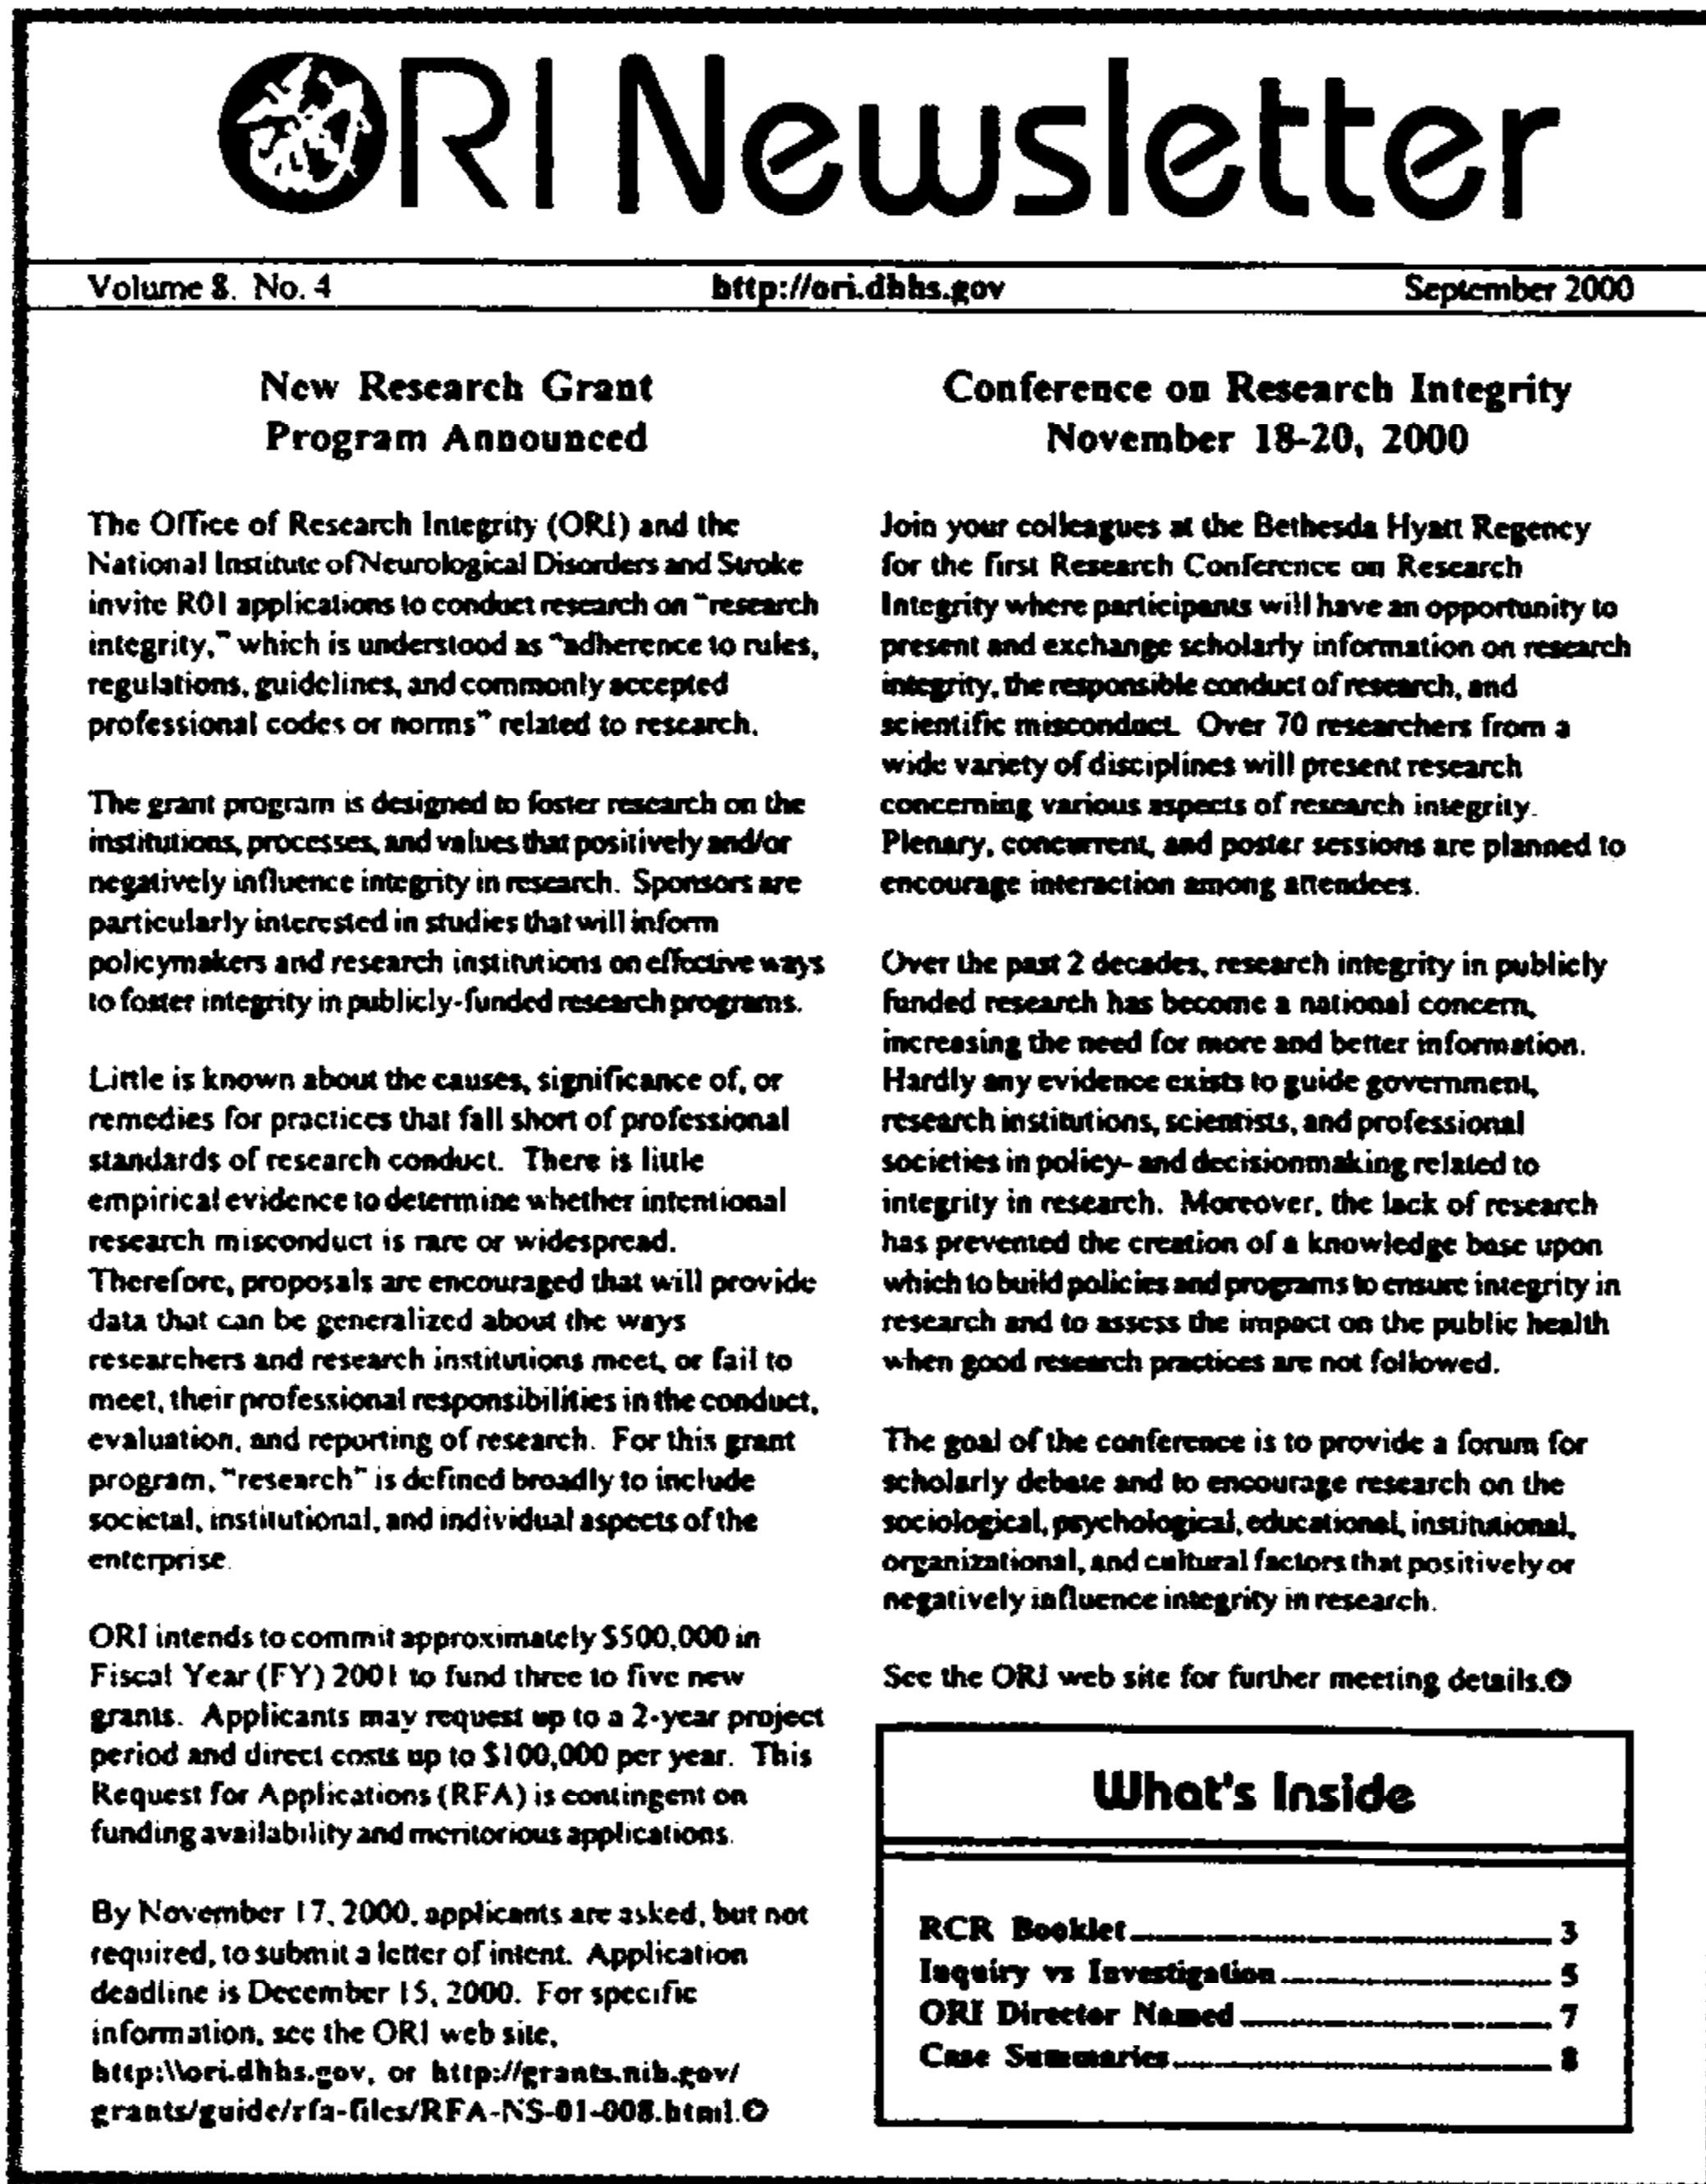 ORI Newsletter
Volume 8. No. 4 http://ori.dhhs.gov September 2000
New Research Grant
Program Announced
The Office of Research Integrity (ORI) and the
National Institute of Neurological Disorders and Stroke
invite R01 applications to conduct research on "research
integrity," which is understood as "adherence to rules,
regulations, guidelines, and commonly accepted
professional codes or norms" related to research.
The grant program is designed to foster research on the
institutions, processes, and values that positively and/or
negatively influence integrity in research. Sponsors are
particularly interested in studies that will inform
policymakers and research institutions on effective ways
to foster integrity in publicly-funded research programs.
Little is known about the causes, significance of, or
remedies for practices that fall short of professional
standards of research conduct. There is little
empirical evidence to determine whether intentional
research misconduct is rare or widespread.
Therefore, proposals are encouraged that will provide
data that can be generalized about the ways
researchers and research institutions meet, or fail to
meet, their professional responsibilities in the conduct,
evaluation, and reporting of research. For this grant
program, "research" is defined broadly to include
societal, institutional, and individual aspects of the
enterprise.
ORI intends to commit approximately $500,000 in
Fiscal Year (FY) 2001 to fund three to five new
grants. Applicants may request up to a 2-year project
period and direct costs up to $100,000 per year. This
Request for Applications (RFA) is contingent on
funding availability and meritorious applications.
By November 17, 2000, applicants are asked, but not
required, to submit a letter of intent. Application
deadline is December 15, 2000. For specific
information, see the ORI web site,
http:\\ori.dhhs.gov, or http://grants.nih.gov/
grants/guide/rfa-files/RFA-NS-01-008.html.
Conference on Research Integrity
November 18-20, 2000
Join your colleagues at the Bethesda Hyatt Regency
for the first Research Conference on Research
Integrity where participants will have an opportunity to
present and exchange scholarly information on research
integrity, the responsible conduct of research, and
scientific misconduct. Over 70 researchers from a
wide variety of disciplines will present research
concerning various aspects of research integrity.
Plenary, concurrent, and poster sessions are planned to
encourage interaction among attendees.
Over the past 2 decades, research integrity in publicly
funded research has become a national concern,
increasing the need for more and better information.
Hardly any evidence exists to guide government,
research institutions, scientists, and professional
societies in policy- and decisionmaking related to
integrity in research. Moreover, the lack of research
has prevented the creation of a knowledge base upon
which to build policies and programs to ensure integrity in
research and to assess the impact on the public health
when good research practices are not followed.
The goal of the conference is to provide a forum for
scholarly debate and to encourage research on the
sociological, psychological, educational, institutional,
organizational, and cultural factors that positively or
negatively influence integrity in research.
See the ORI web site for further meeting details.
What's Inside
RCR Booklet 3
Inquiry vs Investigation 5
ORI Director Named 7
Case Summaries 8